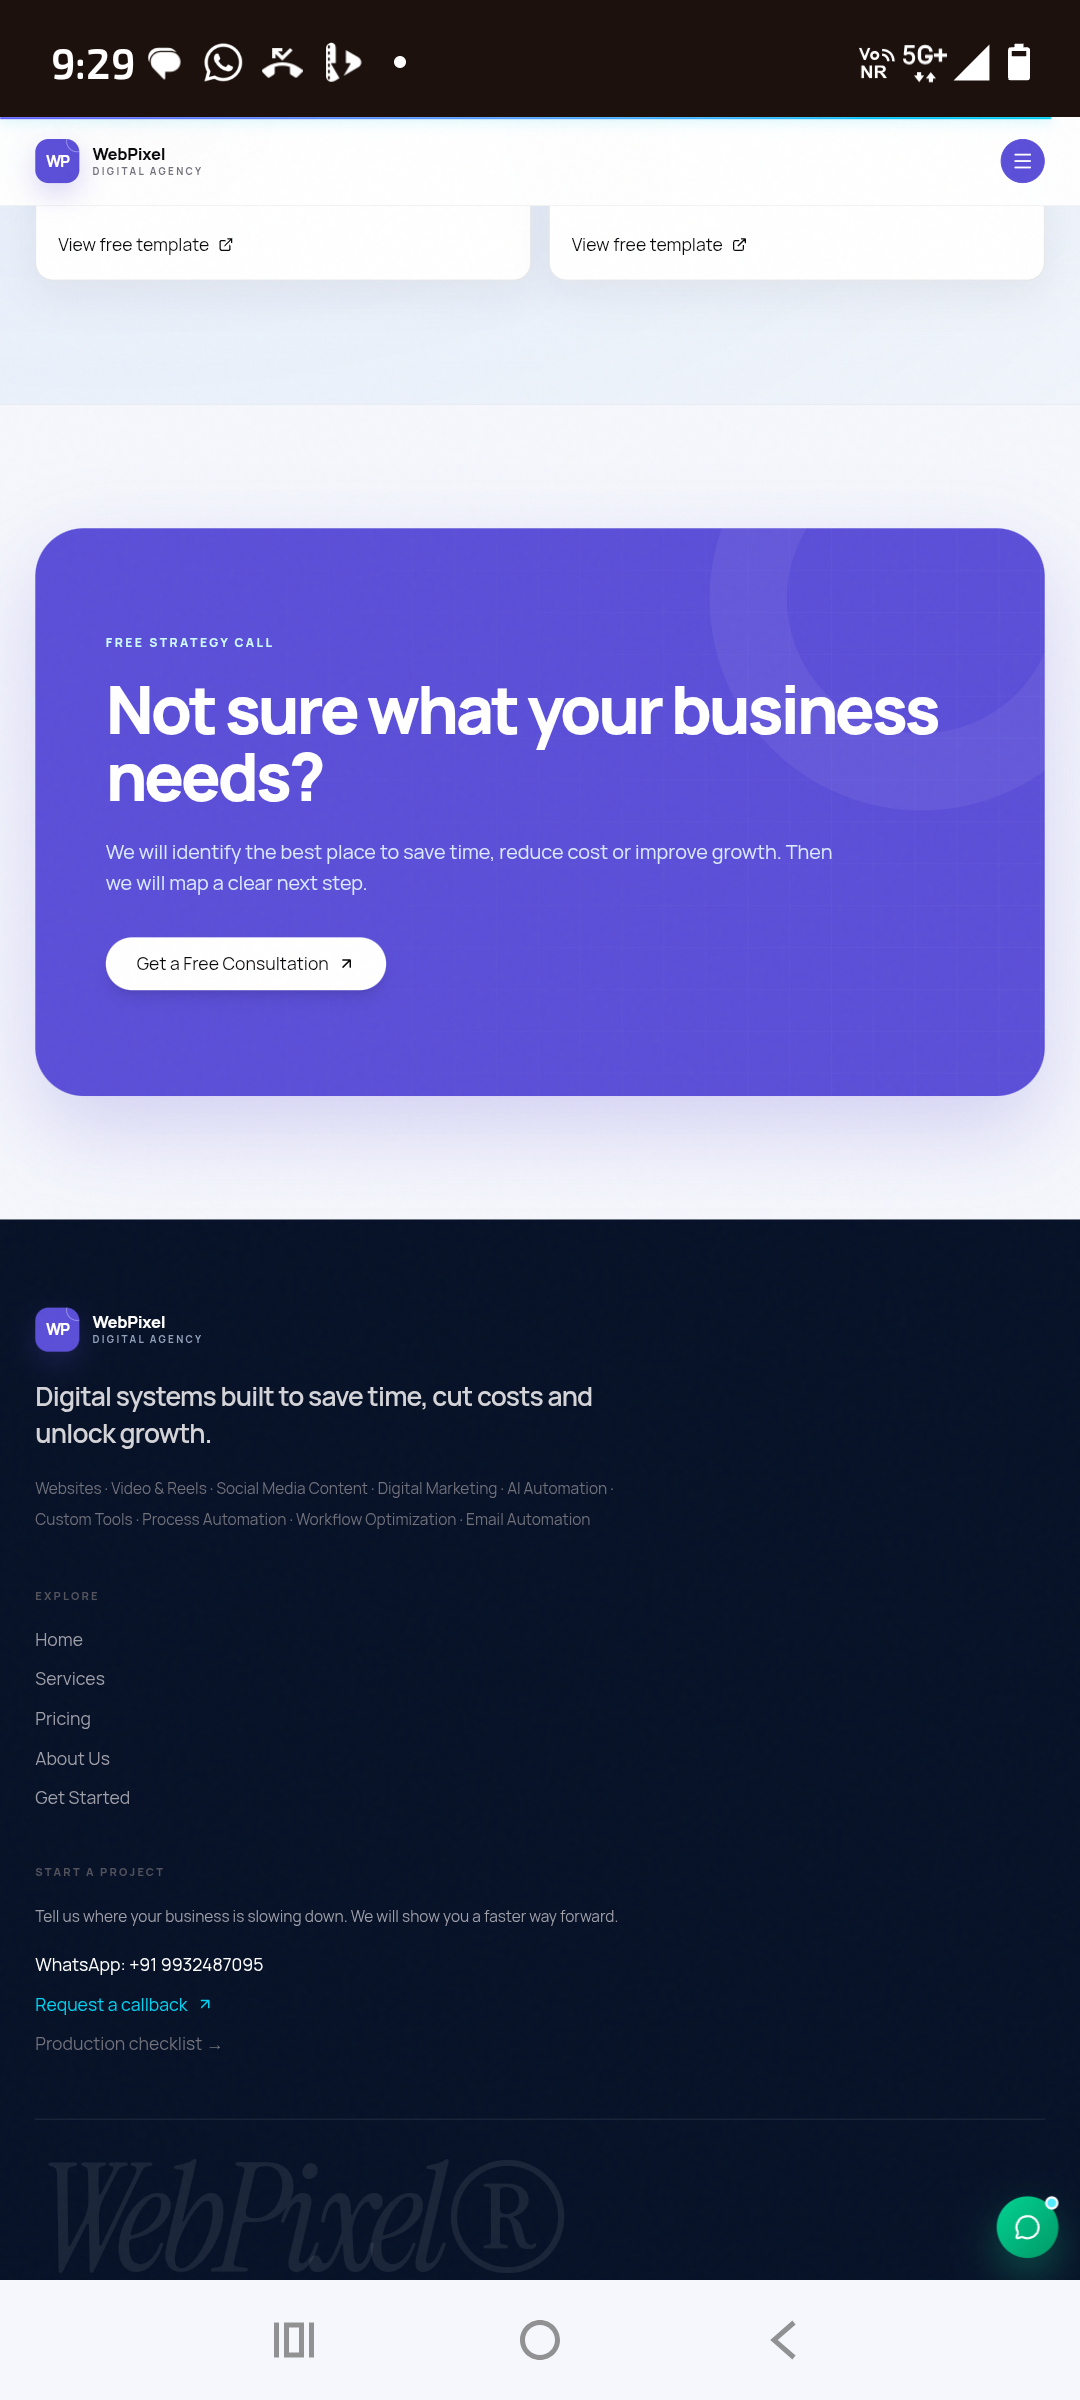 9:29
Vo
NR
5G+
WP
WebPixel
DIGITAL AGENCY
View free template
View free template
FREE STRATEGY CALL
Not sure what your business
needs?
We will identify the best place to save time, reduce cost or improve growth. Then
we will map a clear next step.
Get a Free Consultation
WP
WebPixel
DIGITAL AGENCY
Digital systems built to save time, cut costs and
unlock growth.
Websites · Video & Reels · Social Media Content · Digital Marketing · AI Automation ·
Custom Tools · Process Automation · Workflow Optimization · Email Automation
EXPLORE
Home
Services
Pricing
About Us
Get Started
START A PROJECT
Tell us where your business is slowing down. We will show you a faster way forward.
WhatsApp: +91 9932487095
Request a callback
Production checklist →
WebPixel®